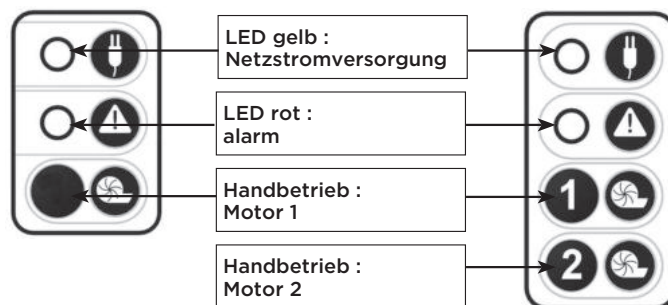 LED gelb :
Netzstromversorgung
LED rot :
alarm
Handbetrieb :
Motor 1
1
Handbetrieb :
Motor 2
2